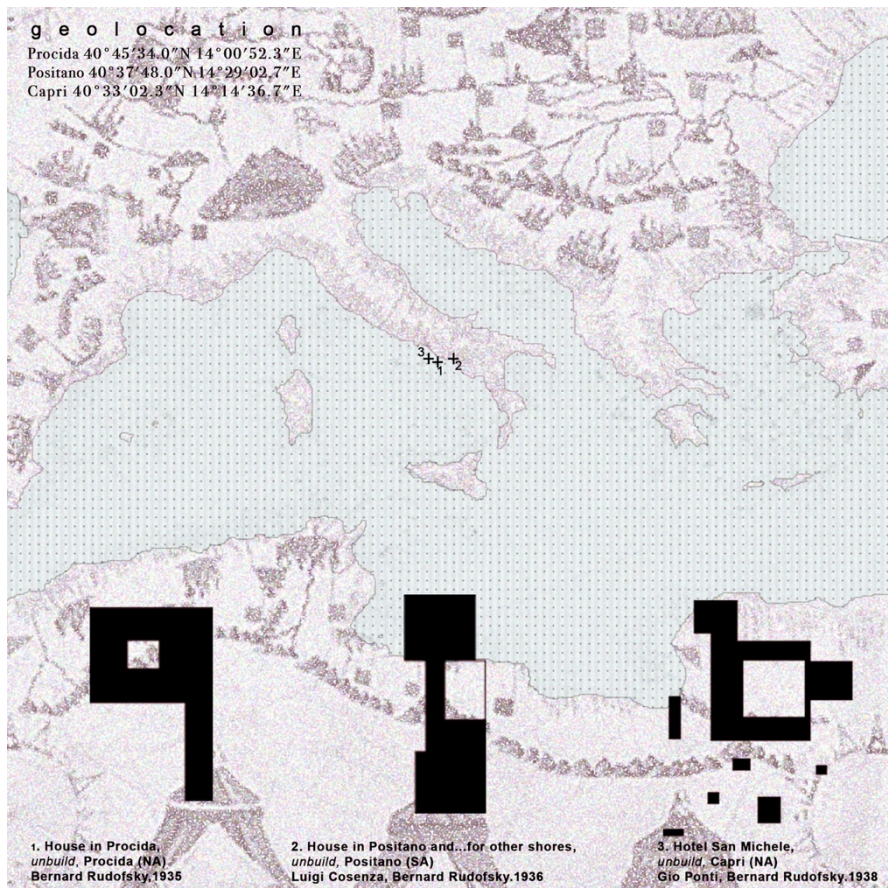 geolocation
Procida 40°45′34.0″N 14°00′52.3″E
Positano 40°37′48.0″N 14°29′02.7″E
Capri 40°33′02.3″N 14°14′36.7″E
3
1
2
1. House in Procida,
unbuild, Procida (NA)
Bernard Rudofsky.1935
2. House in Positano and...for other shores,
unbuild, Positano (SA)
Luigi Cosenza, Bernard Rudofsky.1936
3. Hotel San Michele,
unbuild, Capri (NA)
Gio Ponti, Bernard Rudofsky.1938